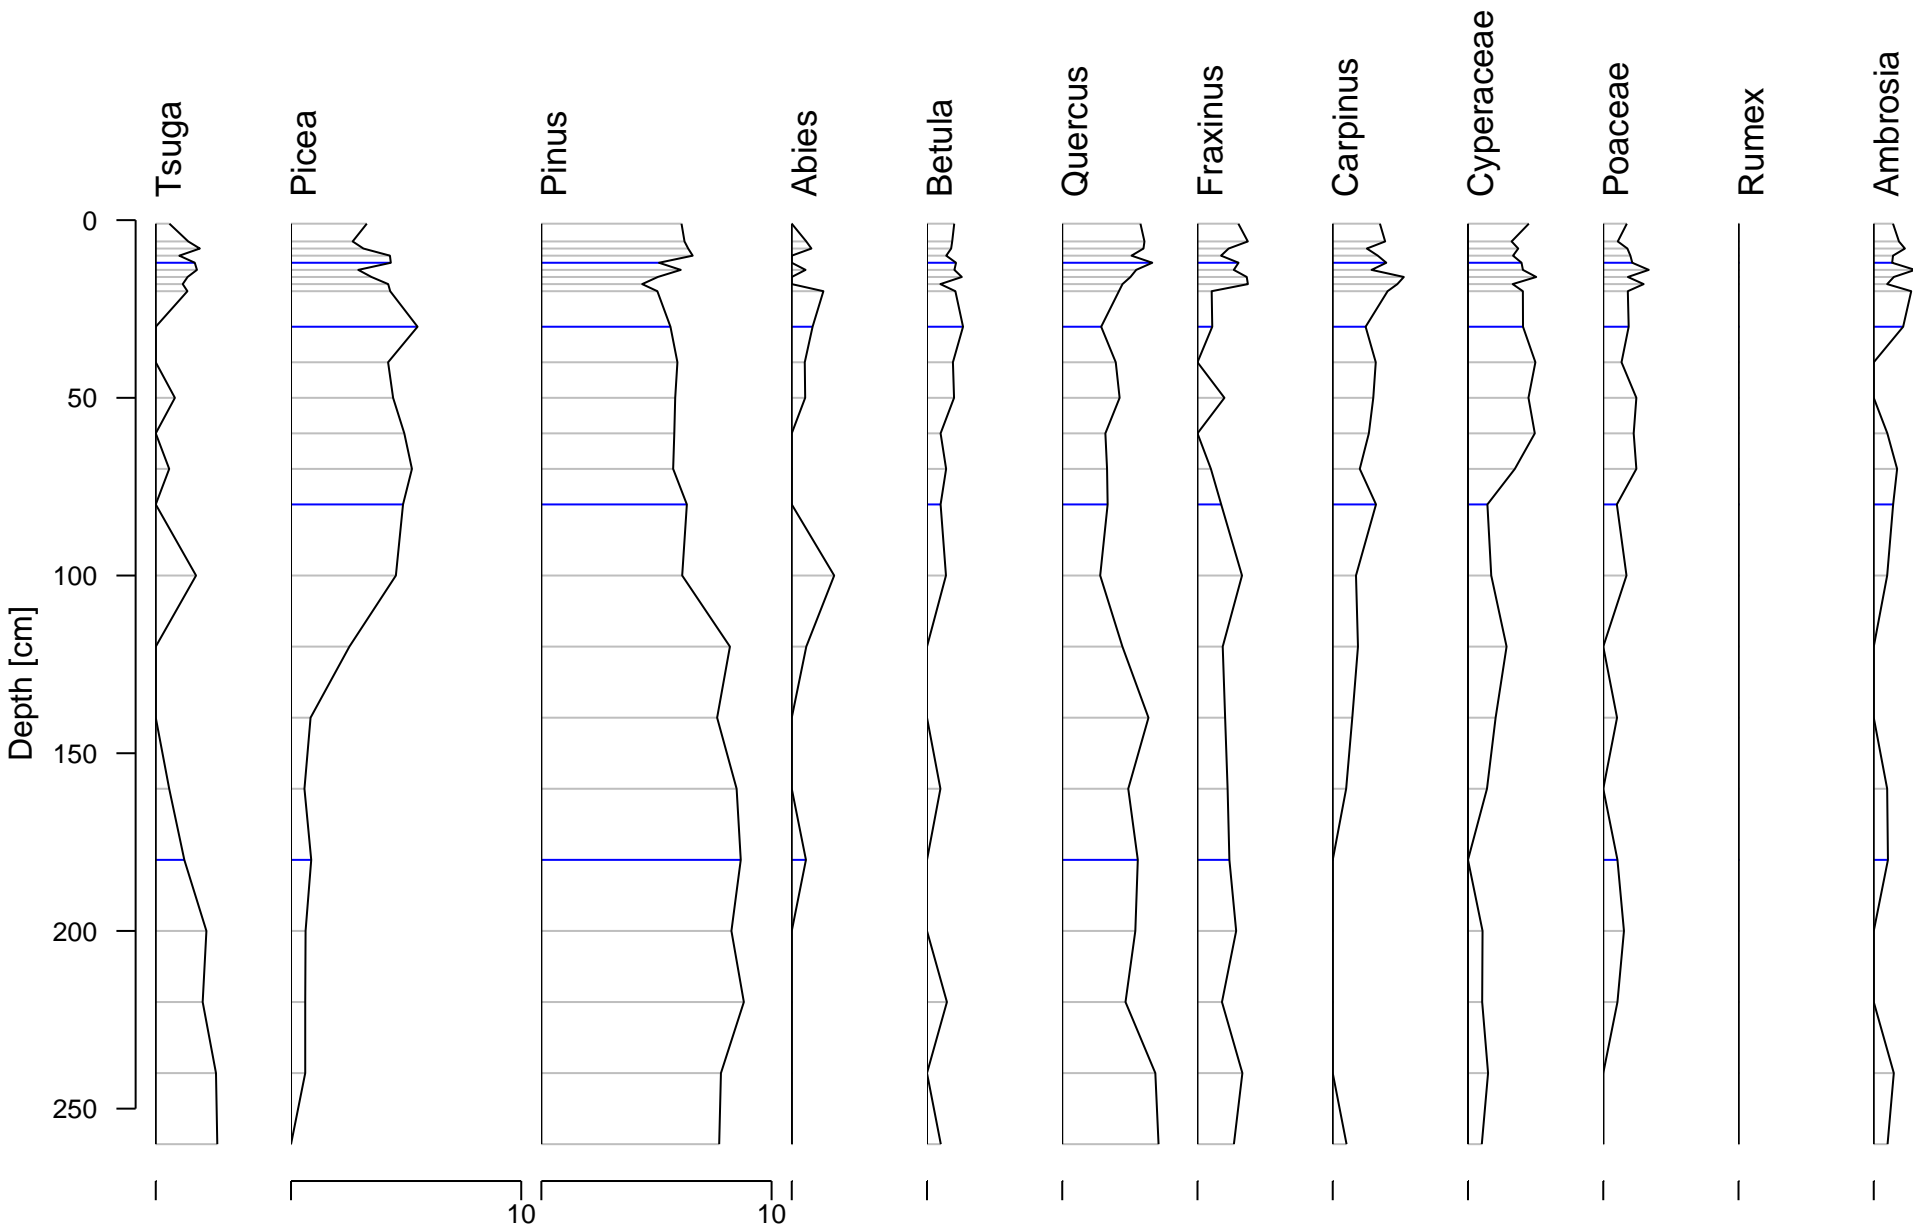 Tsuga
Picea
Pinus
Abies
Betula
Quercus
Fraxinus
Carpinus
Cyperaceae
Poaceae
Rumex
Ambrosia
Depth [cm]
0
50
100
150
200
250
10
10